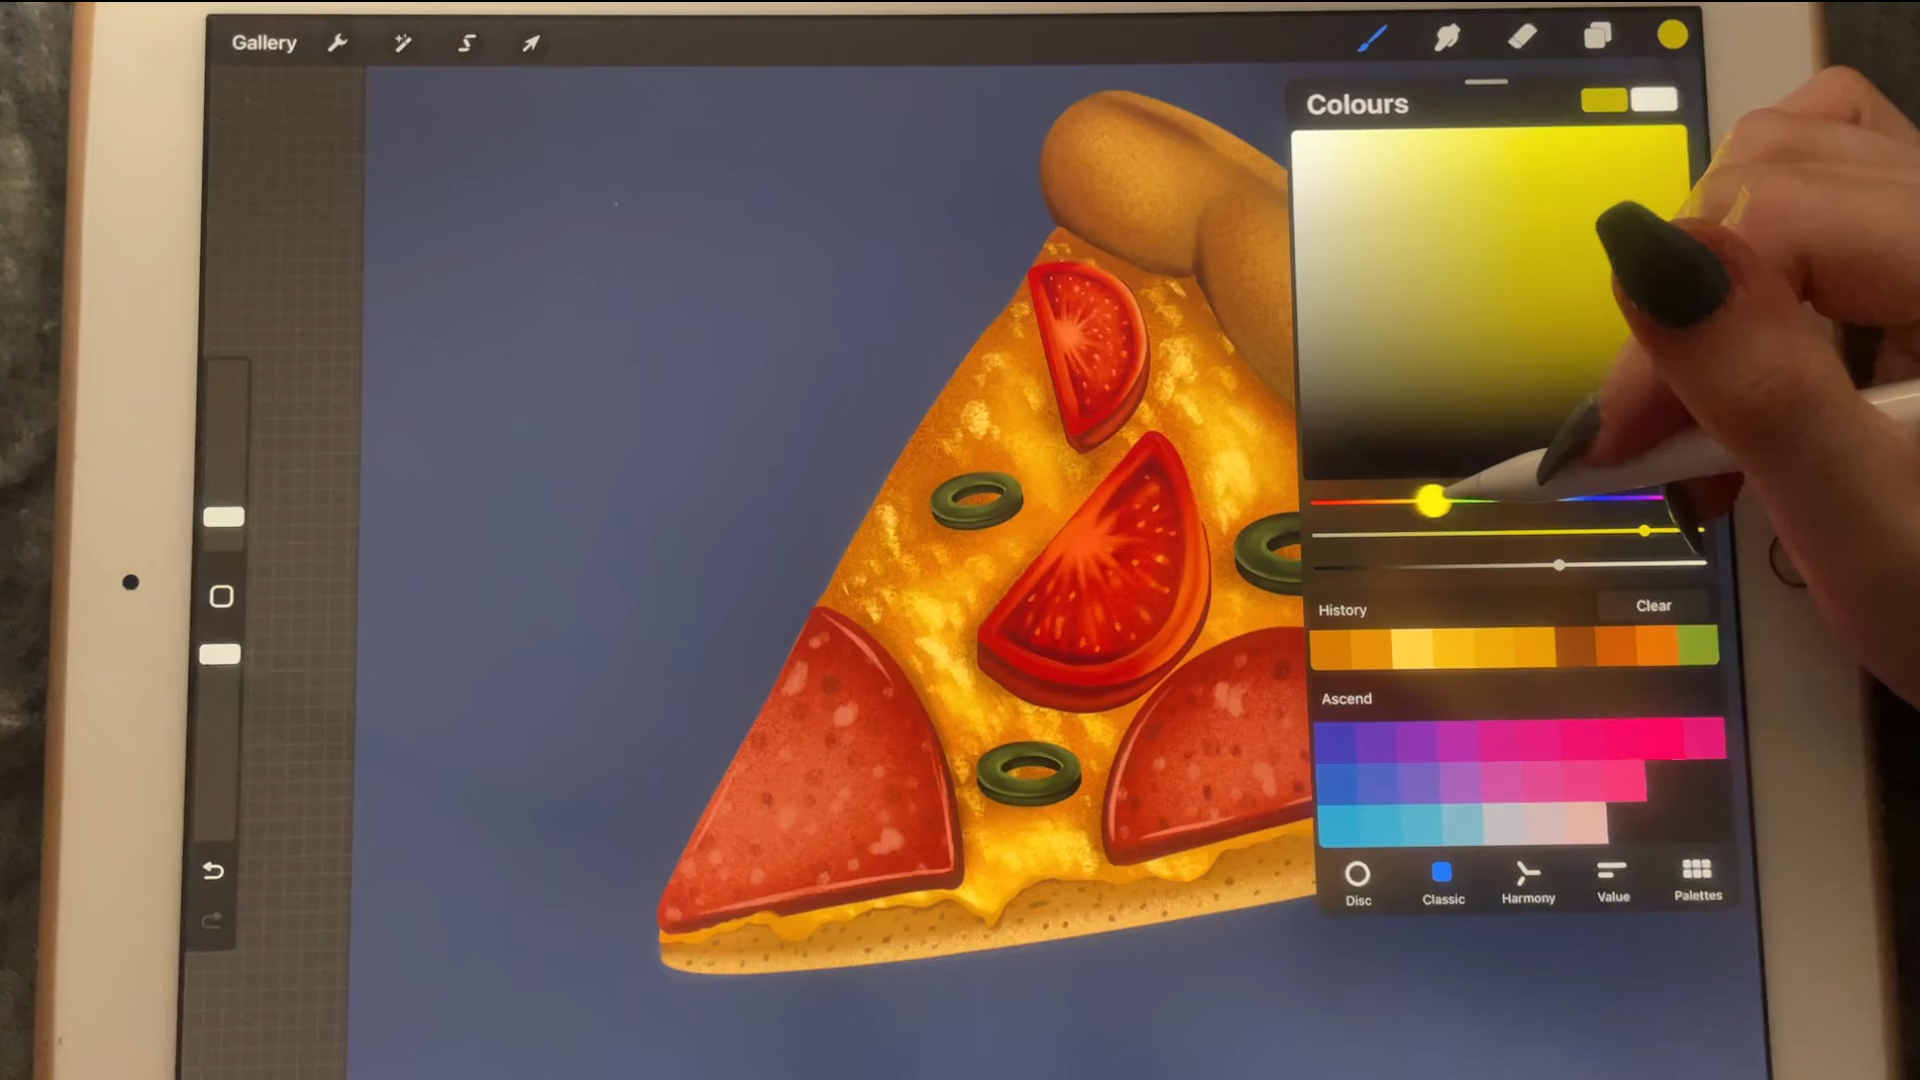 Gallery
Colours
History
Clear
Ascend
Disc
Classic
Harmony
Value
Palettes